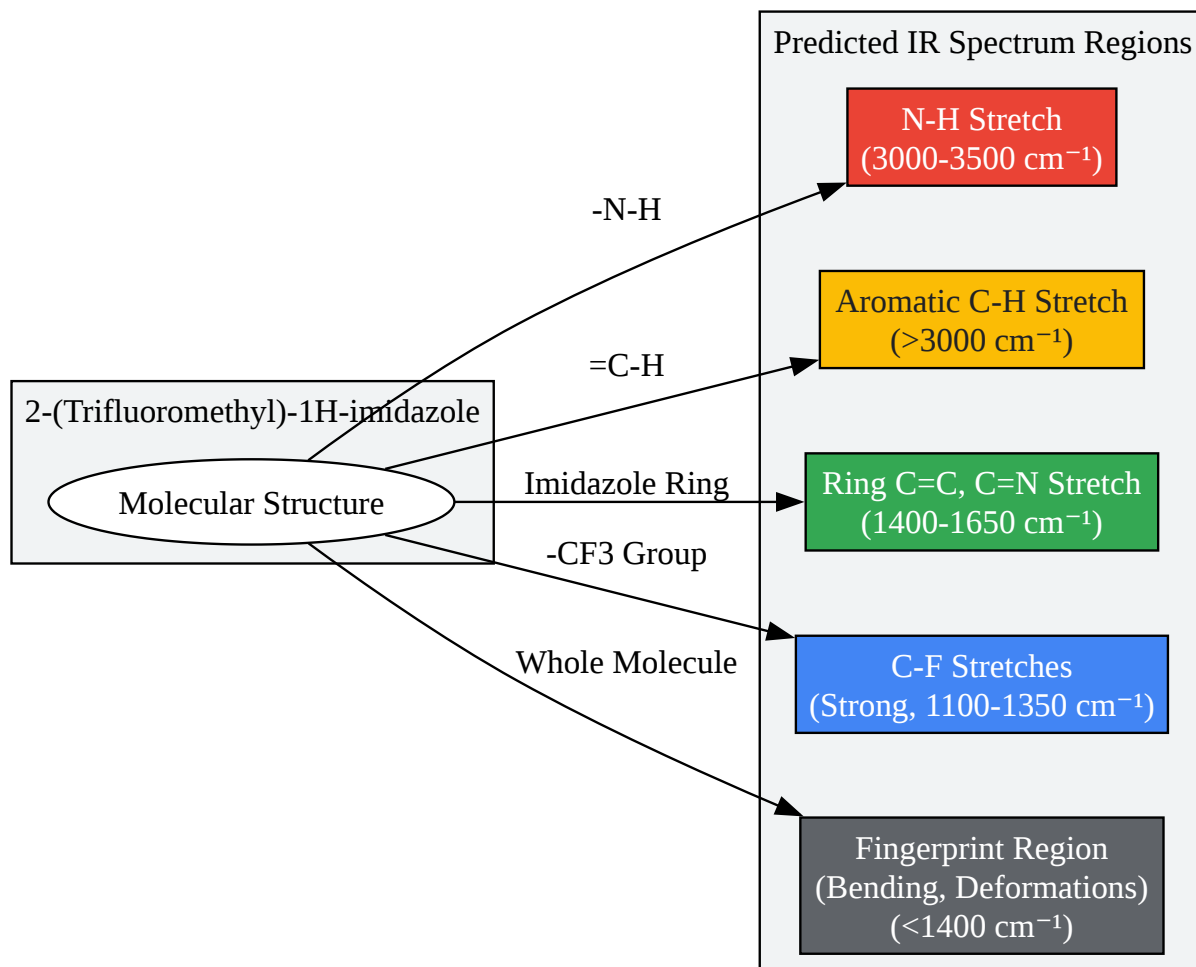 Predicted IR Spectrum Regions
N-H Stretch
(3000-3500 cm⁻¹)
-N-H
Aromatic C-H Stretch
(>3000 cm⁻¹)
=C-H
2-(Trifluoromethyl)-1H-imidazole
Molecular Structure
Imidazole Ring
Ring C=C, C=N Stretch
(1400-1650 cm⁻¹)
-CF3 Group
C-F Stretches
(Strong, 1100-1350 cm⁻¹)
Whole Molecule
Fingerprint Region
(Bending, Deformations)
(<1400 cm⁻¹)